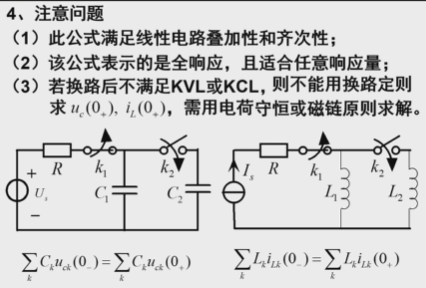 4、注意问题
（1）此公式满足线性电路叠加性和齐次性；
（2）该公式表示的是全响应，且适合任意响应量；
（3）若换路后不满足KVL或KCL，则不能用换路定则
求 u_c(0_+), i_L(0_+)，需用电荷守恒或磁链原则求解。
+ R k_1 k_2 U_s C_1 C_2 −
I_s R k_1 k_2 L_1 L_2
∑_k C_k u_{ck}(0_−) = ∑_k C_k u_{ck}(0_+)
∑_k L_k i_{Lk}(0_−) = ∑_k L_k i_{Lk}(0_+)